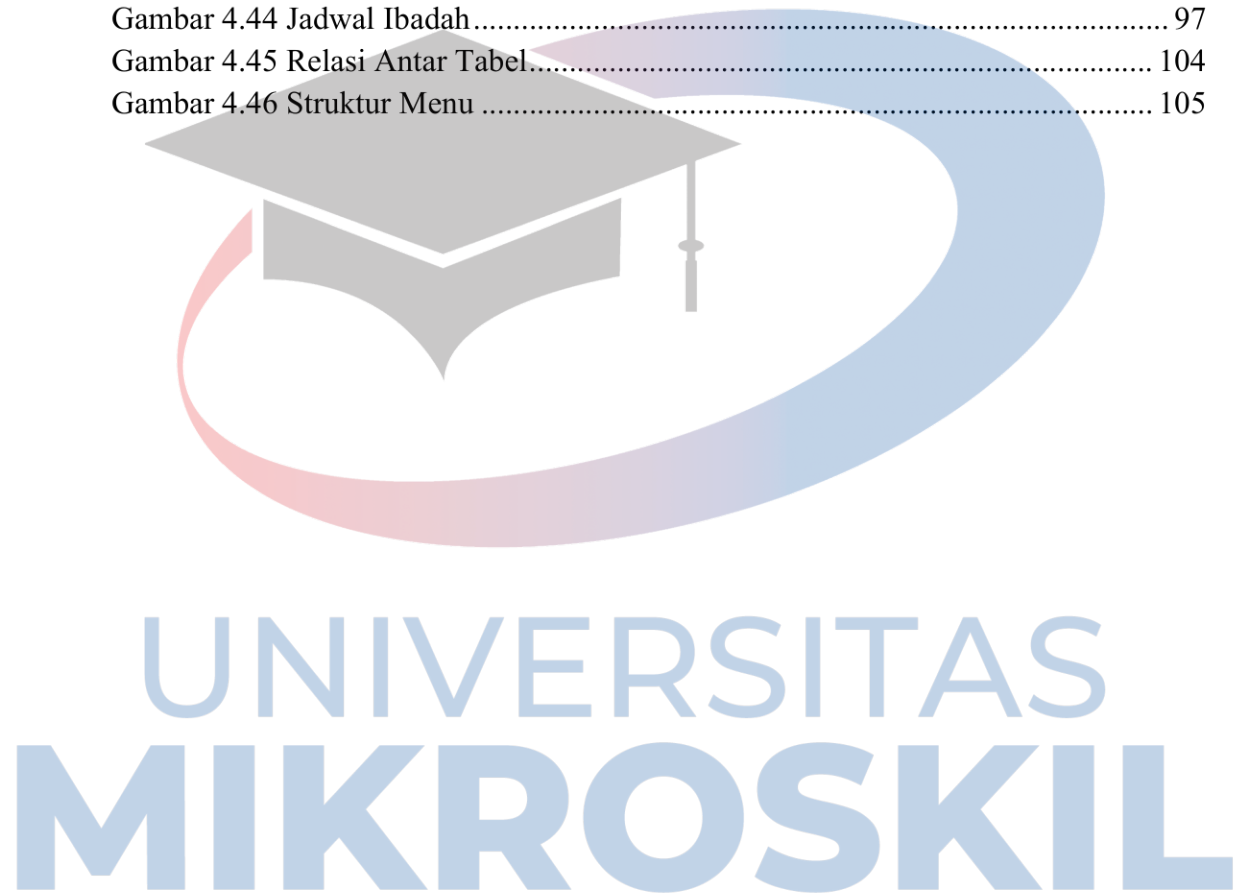 Gambar 4.44 Jadwal Ibadah........................................................................................ 97
Gambar 4.45 Relasi Antar Tabel............................................................................... 104
Gambar 4.46 Struktur Menu ..................................................................................... 105
UNIVERSITAS
MIKROSKIL